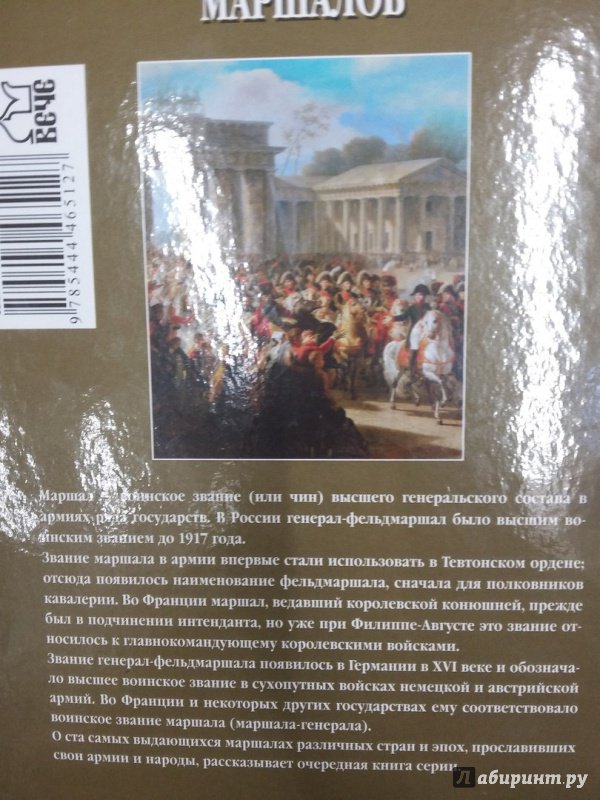 МАРШАЛОВ
вече
9785444465127
Маршал – воинское звание (или чин) высшего генеральского состава в
армиях ряда государств. В России генерал-фельдмаршал было высшим во-
инским званием до 1917 года.
Звание маршала в армии впервые стали использовать в Тевтонском ордене;
отсюда появилось наименование фельдмаршала, сначала для полковников
кавалерии. Во Франции маршал, ведавший королевской конюшней, прежде
был в подчинении интенданта, но уже при Филиппе-Августе это звание от-
носилось к главнокомандующему королевскими войсками.
Звание генерал-фельдмаршала появилось в Германии в XVI веке и обознача-
ло высшее воинское звание в сухопутных войсках немецкой и австрийской
армий. Во Франции и некоторых других государствах ему соответствовало
воинское звание маршала (маршала-генерала).
О ста самых выдающихся маршалах различных стран и эпох, прославивших
свои армии и народы, рассказывает очередная книга серии.
Лабиринт.ру